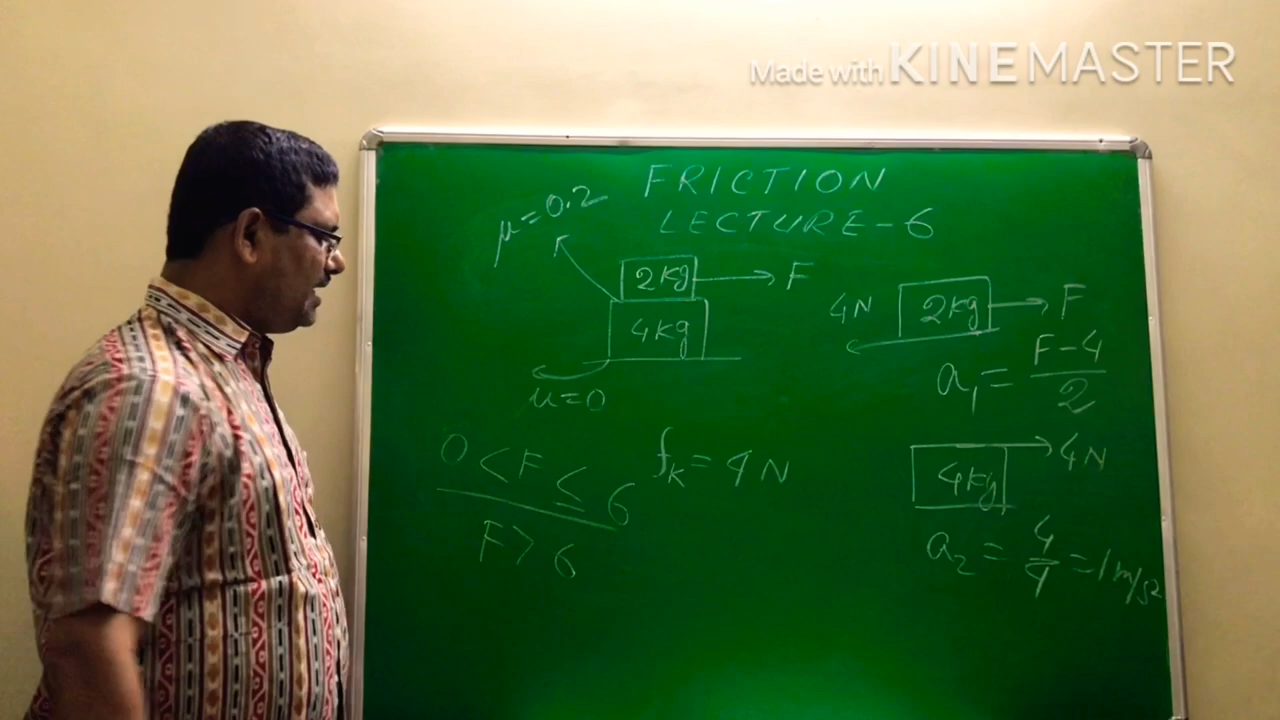 Made with KINEMASTER
FRICTION
LECTURE-6
μ=0.2
2kg
F
4kg
μ=0
4N
2kg
F
a₁ = (F-4)/2
0 < F ≤ 6
F > 6
fₖ = 4N
4kg
4N
a₂ = 4/4 = 1 m/s²